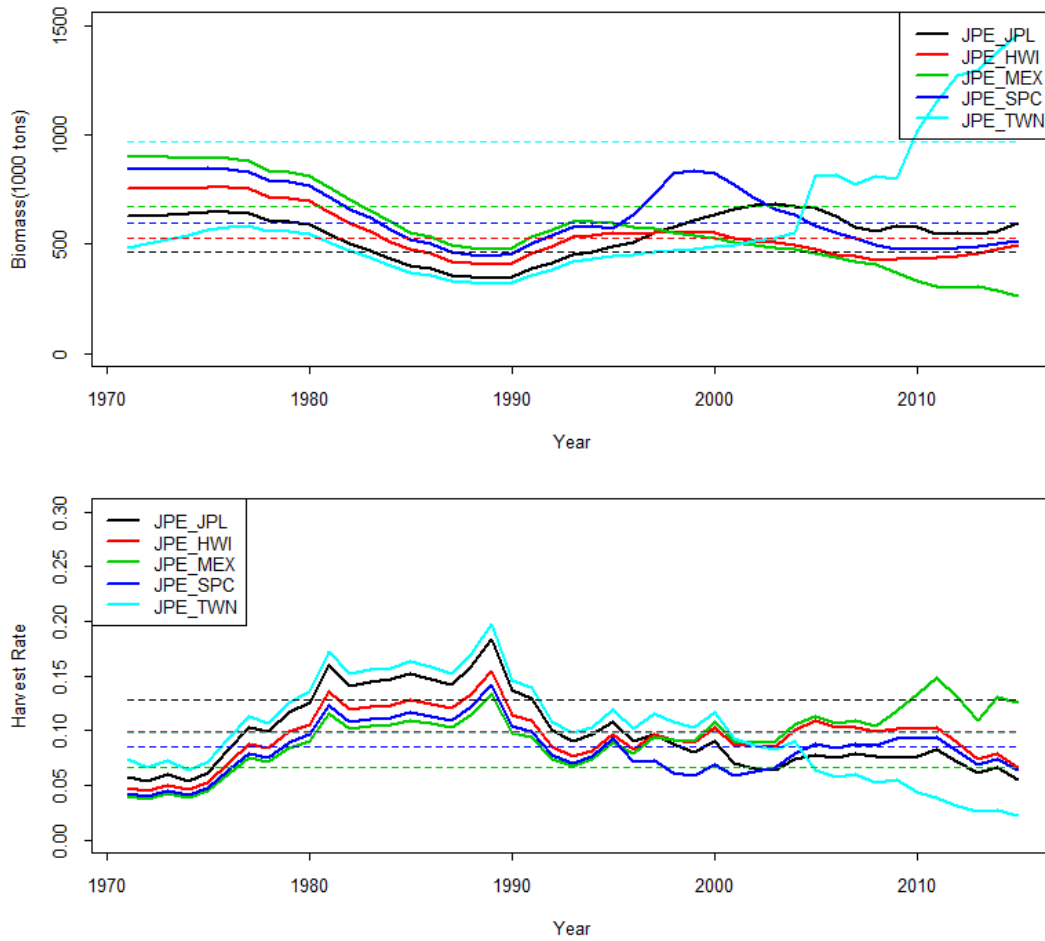 Biomass(1000 tons)
1500
1000
500
0
JPE_JPL
JPE_HWI
JPE_MEX
JPE_SPC
JPE_TWN
1970 1980 1990 2000 2010
Year
Harvest Rate
0.30
0.25
0.20
0.15
0.10
0.05
0.00
JPE_JPL
JPE_HWI
JPE_MEX
JPE_SPC
JPE_TWN
1970 1980 1990 2000 2010
Year